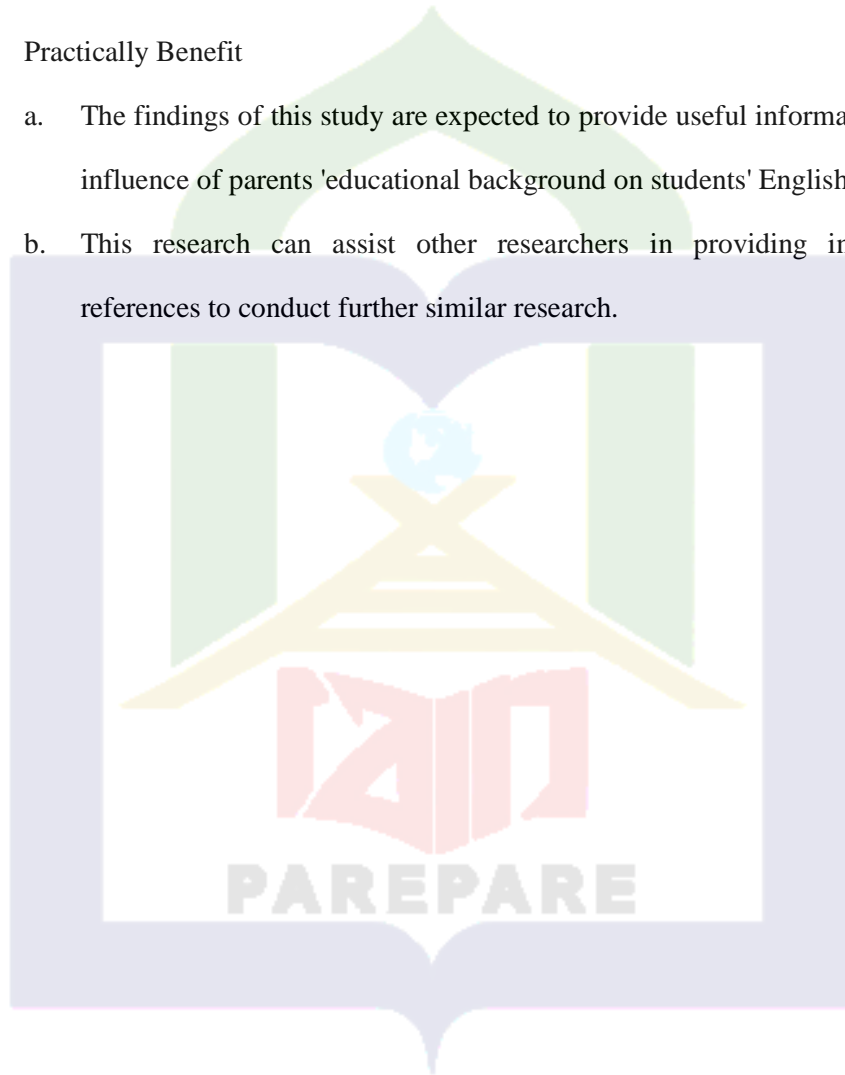 Practically Benefit
a. The findings of this study are expected to provide useful informa
influence of parents 'educational background on students' English
b. This research can assist other researchers in providing in
references to conduct further similar research.
iain
PAREPARE